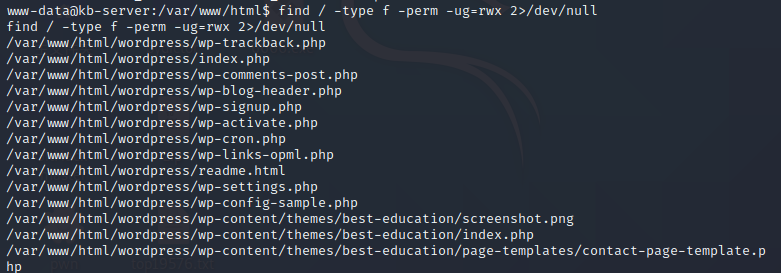 www-data@kb-server:/var/www/html$ find / -type f -perm -ug=rwx 2>/dev/null
find / -type f -perm -ug=rwx 2>/dev/null
/var/www/html/wordpress/wp-trackback.php
/var/www/html/wordpress/index.php
/var/www/html/wordpress/wp-comments-post.php
/var/www/html/wordpress/wp-blog-header.php
/var/www/html/wordpress/wp-signup.php
/var/www/html/wordpress/wp-activate.php
/var/www/html/wordpress/wp-cron.php
/var/www/html/wordpress/wp-links-opml.php
/var/www/html/wordpress/readme.html
/var/www/html/wordpress/wp-settings.php
/var/www/html/wordpress/wp-config-sample.php
/var/www/html/wordpress/wp-content/themes/best-education/screenshot.png
/var/www/html/wordpress/wp-content/themes/best-education/index.php
/var/www/html/wordpress/wp-content/themes/best-education/page-templates/contact-page-template.p
hp